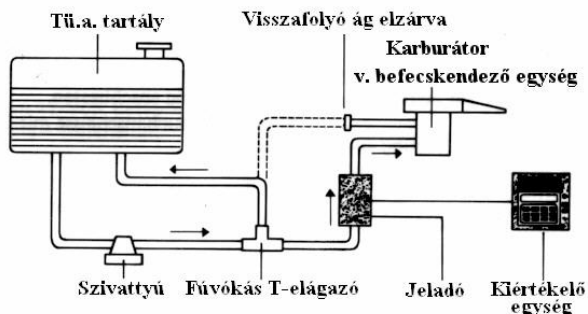 Tü.a. tartály
Visszafolyó ág elzárva
Karburátor
v. befecskendező egység
Szivattyú
Fúvókás T-elágazó
Jeladó
Kiértékelő
egység